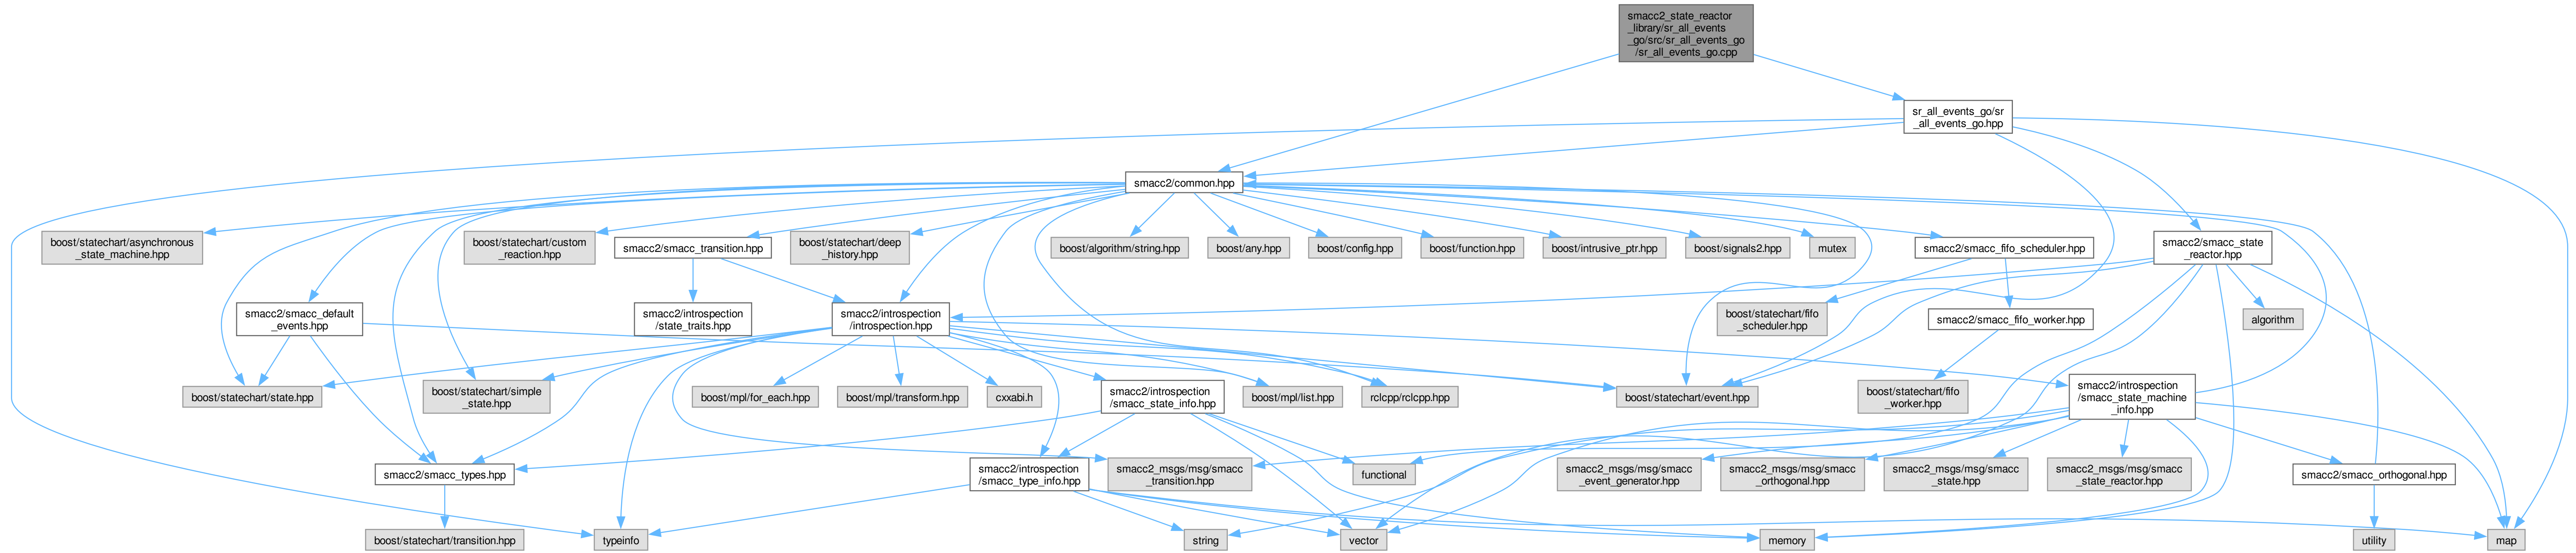 smacc2_state_reactor
_library/sr_all_events
_go/src/sr_all_events_go
/sr_all_events_go.cpp
sr_all_events_go/sr
_all_events_go.hpp
smacc2/common.hpp
boost/statechart/asynchronous
_state_machine.hpp
boost/statechart/custom
_reaction.hpp
smacc2/smacc_transition.hpp
boost/statechart/deep
_history.hpp
boost/algorithm/string.hpp
boost/any.hpp
boost/config.hpp
boost/function.hpp
boost/intrusive_ptr.hpp
boost/signals2.hpp
mutex
smacc2/smacc_fifo_scheduler.hpp
smacc2/smacc_state
_reactor.hpp
smacc2/smacc_default
_events.hpp
smacc2/introspection
/state_traits.hpp
smacc2/introspection
/introspection.hpp
boost/statechart/fifo
_scheduler.hpp
smacc2/smacc_fifo_worker.hpp
algorithm
boost/statechart/state.hpp
boost/statechart/simple
_state.hpp
boost/mpl/for_each.hpp
boost/mpl/transform.hpp
cxxabi.h
smacc2/introspection
/smacc_state_info.hpp
boost/mpl/list.hpp
rclcpp/rclcpp.hpp
boost/statechart/event.hpp
boost/statechart/fifo
_worker.hpp
smacc2/introspection
/smacc_state_machine
_info.hpp
smacc2/smacc_types.hpp
smacc2/introspection
/smacc_type_info.hpp
smacc2_msgs/msg/smacc
_transition.hpp
functional
smacc2_msgs/msg/smacc
_event_generator.hpp
smacc2_msgs/msg/smacc
_orthogonal.hpp
smacc2_msgs/msg/smacc
_state.hpp
smacc2_msgs/msg/smacc
_state_reactor.hpp
smacc2/smacc_orthogonal.hpp
boost/statechart/transition.hpp
typeinfo
string
vector
memory
utility
map